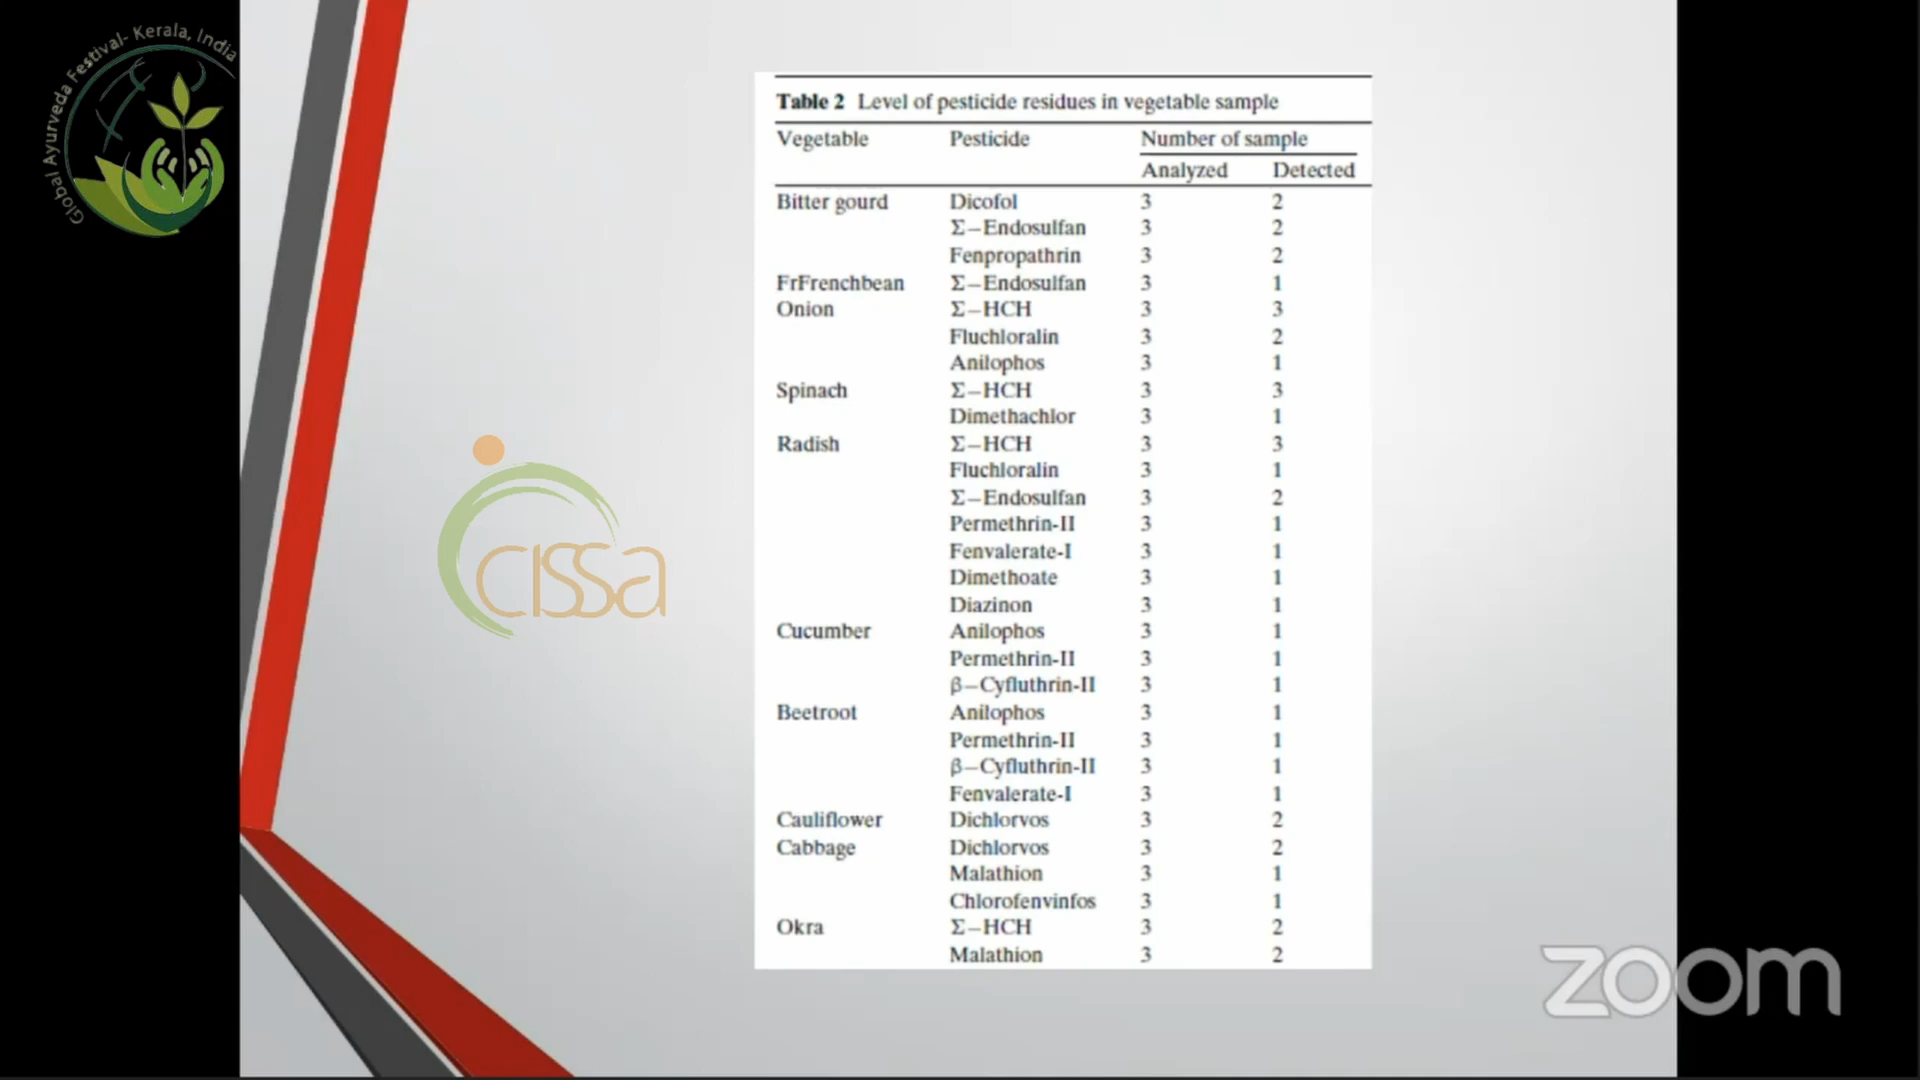 Global Ayurveda Festival- Kerala, India
Table 2 Level of pesticide residues in vegetable sample
Vegetable Pesticide Number of sample
Analyzed Detected
Bitter gourd Dicofol 3 2
Σ–Endosulfan 3 2
Fenpropathrin 3 2
FrFrenchbean Σ–Endosulfan 3 1
Onion Σ–HCH 3 3
Fluchloralin 3 2
Anilophos 3 1
Spinach Σ–HCH 3 3
Dimethachlor 3 1
Radish Σ–HCH 3 3
Fluchloralin 3 1
Σ–Endosulfan 3 2
Permethrin-II 3 1
Fenvalerate-I 3 1
Dimethoate 3 1
Diazinon 3 1
Cucumber Anilophos 3 1
Permethrin-II 3 1
β–Cyfluthrin-II 3 1
Beetroot Anilophos 3 1
Permethrin-II 3 1
β–Cyfluthrin-II 3 1
Fenvalerate-I 3 1
Cauliflower Dichlorvos 3 2
Cabbage Dichlorvos 3 2
Malathion 3 1
Chlorofenvinfos 3 1
Okra Σ–HCH 3 2
Malathion 3 2
cissa
zoom